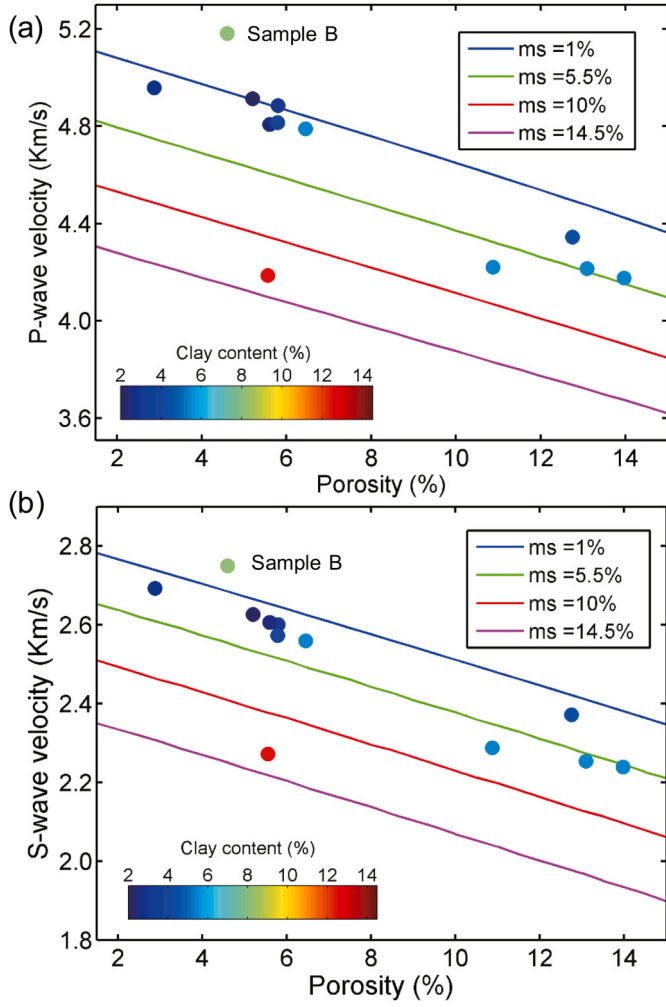 (a)
P-wave velocity (Km/s)
5.2
4.8
4.4
4.0
3.6
Sample B
ms =1%
ms =5.5%
ms =10%
ms =14.5%
Clay content (%)
2 4 6 8 10 12 14
2 4 6 8 10 12 14
Porosity (%)
(b)
S-wave velocity (Km/s)
2.8
2.6
2.4
2.2
2.0
1.8
Sample B
ms =1%
ms =5.5%
ms =10%
ms =14.5%
Clay content (%)
2 4 6 8 10 12 14
2 4 6 8 10 12 14
Porosity (%)